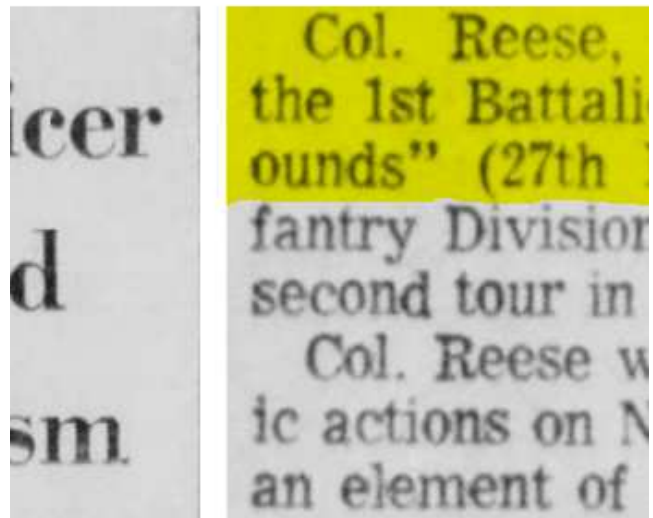 icer
d
sm
Col. Reese,
the 1st Battali
ounds" (27th
fantry Division
second tour in
Col. Reese w
ic actions on N
an element of